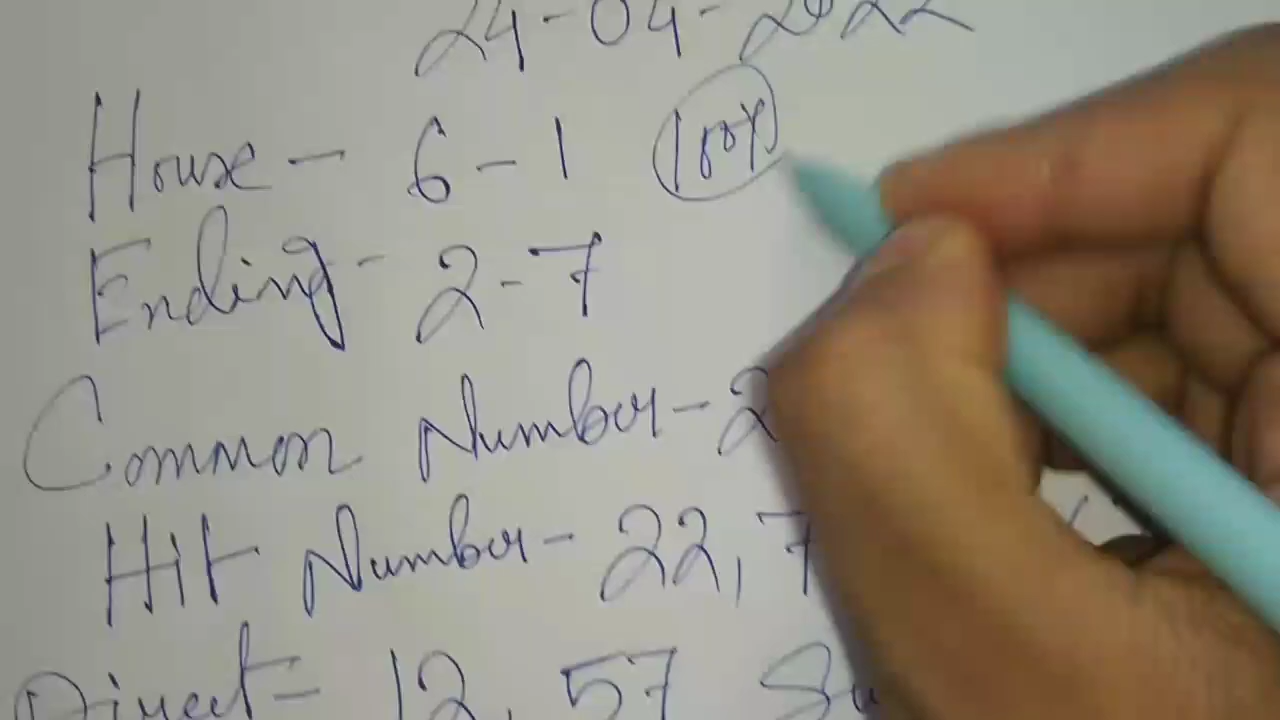 24-04-2022
House - 6 - 1 100%
Ending - 2 - 7
Common Number - 2
Hit Number - 22, 7
Direct = 12, 57